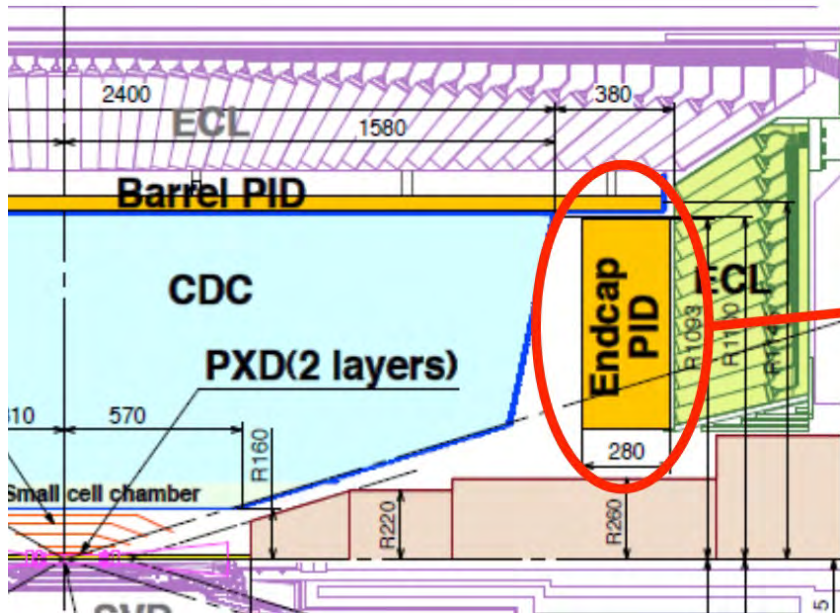 2400
380
ECL
1580
Barrel PID
CDC
Endcap
PID
ECL
R1093
R1100
PXD(2 layers)
570
R160
280
Small cell chamber
R220
R260
SVD